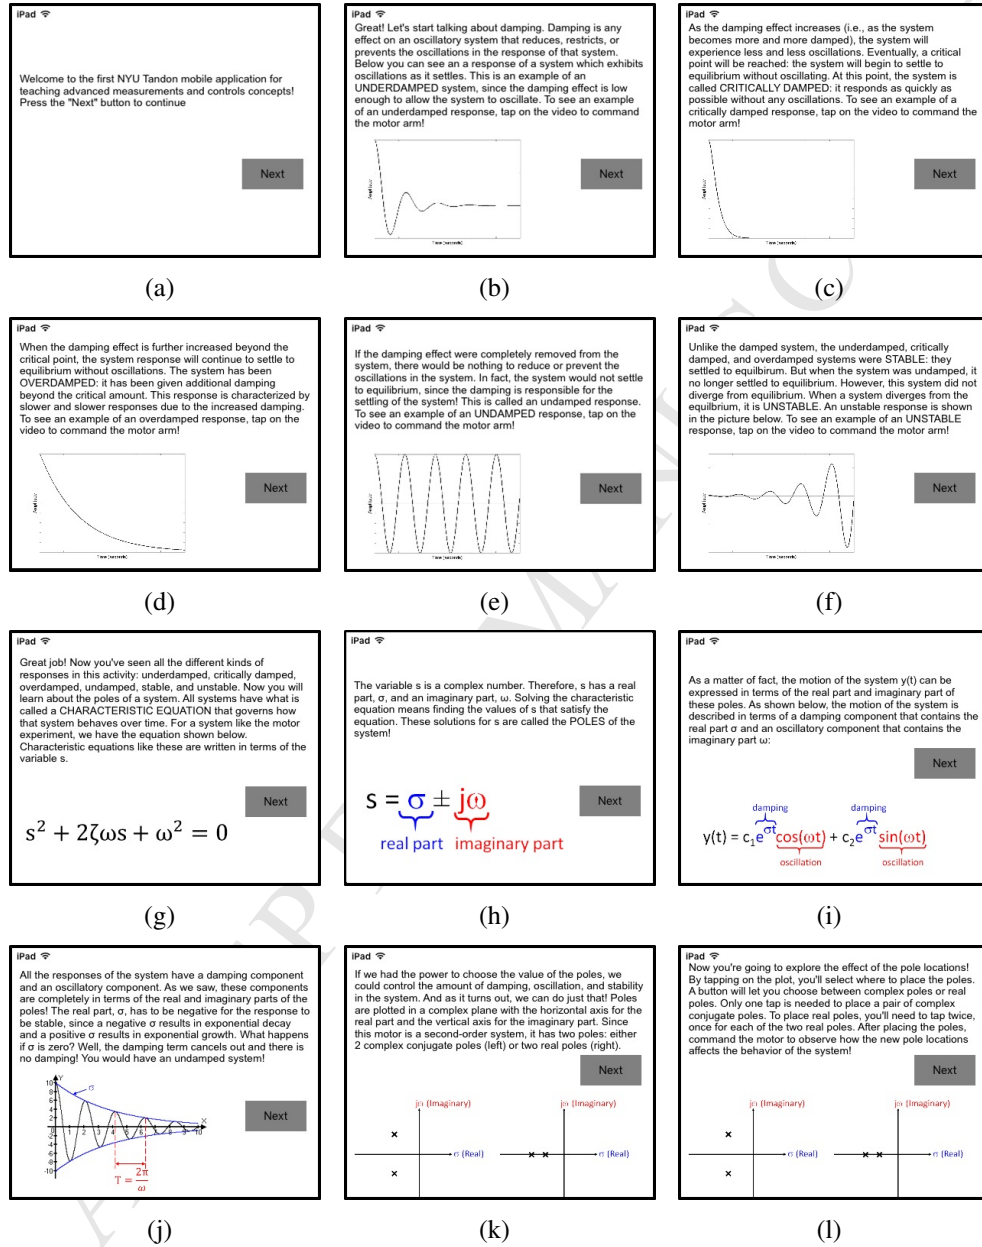 iPad
Welcome to the first NYU Tandon mobile application for
teaching advanced measurements and controls concepts!
Press the "Next" button to continue
Next
(a)
iPad
Great! Let's start talking about damping. Damping is any
effect on an oscillatory system that reduces, restricts, or
prevents the oscillations in the response of that system.
Below you can see an a response of a system which exhibits
oscillations as it settles. This is an example of an
UNDERDAMPED system, since the damping effect is low
enough to allow the system to oscillate. To see an example
of an underdamped response, tap on the video to command
the motor arm!
Next
Amplitude
Time (seconds)
(b)
iPad
As the damping effect increases (i.e., as the system
becomes more and more damped), the system will
experience less and less oscillations. Eventually, a critical
point will be reached: the system will begin to settle to
equilibrium without oscillating. At this point, the system is
called CRITICALLY DAMPED: it responds as quickly as
possible without any oscillations. To see an example of a
critically damped response, tap on the video to command the
motor arm!
Next
Amplitude
Time (seconds)
(c)
iPad
When the damping effect is further increased beyond the
critical point, the system response will continue to settle to
equilibrium without oscillations. The system has been
OVERDAMPED: it has been given additional damping
beyond the critical amount. This response is characterized by
slower and slower responses due to the increased damping.
To see an example of an overdamped response, tap on the
video to command the motor arm!
Next
Amplitude
Time (seconds)
(d)
iPad
If the damping effect were completely removed from the
system, there would be nothing to reduce or prevent the
oscillations in the system. In fact, the system would not settle
to equilibrium, since the damping is responsible for the
settling of the system! This is called an undamped response.
To see an example of an UNDAMPED response, tap on the
video to command the motor arm!
Next
Amplitude
Time (seconds)
(e)
iPad
Unlike the damped system, the underdamped, critically
damped, and overdamped systems were STABLE: they
settled to equilbirum. But when the system was undamped, it
no longer settled to equilibrium. However, this system did not
diverge from equilibrium. When a system diverges from the
equilbrium, it is UNSTABLE. An unstable response is shown
in the picture below. To see an example of an UNSTABLE
response, tap on the video to command the motor arm!
Next
Amplitude
Time (seconds)
(f)
iPad
Great job! Now you've seen all the different kinds of
responses in this activity: underdamped, critically damped,
overdamped, undamped, stable, and unstable. Now you will
learn about the poles of a system. All systems have what is
called a CHARACTERISTIC EQUATION that governs how
that system behaves over time. For a system like the motor
experiment, we have the equation shown below.
Characteristic equations like these are written in terms of the
variable s.
Next
s² + 2ζωs + ω² = 0
(g)
iPad
The variable s is a complex number. Therefore, s has a real
part, σ, and an imaginary part, ω. Solving the characteristic
equation means finding the values of s that satisfy the
equation. These solutions for s are called the POLES of the
system!
Next
s = σ ± jω
real part imaginary part
(h)
iPad
As a matter of fact, the motion of the system y(t) can be
expressed in terms of the real part and imaginary part of
these poles. As shown below, the motion of the system is
described in terms of a damping component that contains the
real part σ and an oscillatory component that contains the
imaginary part ω:
Next
damping damping
y(t) = c₁e^σt cos(ωt) + c₂e^σt sin(ωt)
oscillation oscillation
(i)
iPad
All the responses of the system have a damping component
and an oscillatory component. As we saw, these components
are completely in terms of the real and imaginary parts of the
poles! The real part, σ, has to be negative for the response to
be stable, since a negative σ results in exponential decay
and a positive σ results in exponential growth. What happens
if σ is zero? Well, the damping term cancels out and there is
no damping! You would have an undamped system!
Next
Y
σ
X
T = 2π/ω
(j)
iPad
If we had the power to choose the value of the poles, we
could control the amount of damping, oscillation, and stability
in the system. And as it turns out, we can do just that! Poles
are plotted in a complex plane with the horizontal axis for the
real part and the vertical axis for the imaginary part. Since
this motor is a second-order system, it has two poles: either
2 complex conjugate poles (left) or two real poles (right).
Next
jω (Imaginary) jω (Imaginary)
σ (Real) σ (Real)
(k)
iPad
Now you're going to explore the effect of the pole locations!
By tapping on the plot, you'll select where to place the poles.
A button will let you choose between complex poles or real
poles. Only one tap is needed to place a pair of complex
conjugate poles. To place real poles, you'll need to tap twice,
once for each of the two real poles. After placing the poles,
command the motor to observe how the new pole locations
affects the behavior of the system!
Next
jω (Imaginary) jω (Imaginary)
σ (Real) σ (Real)
(l)